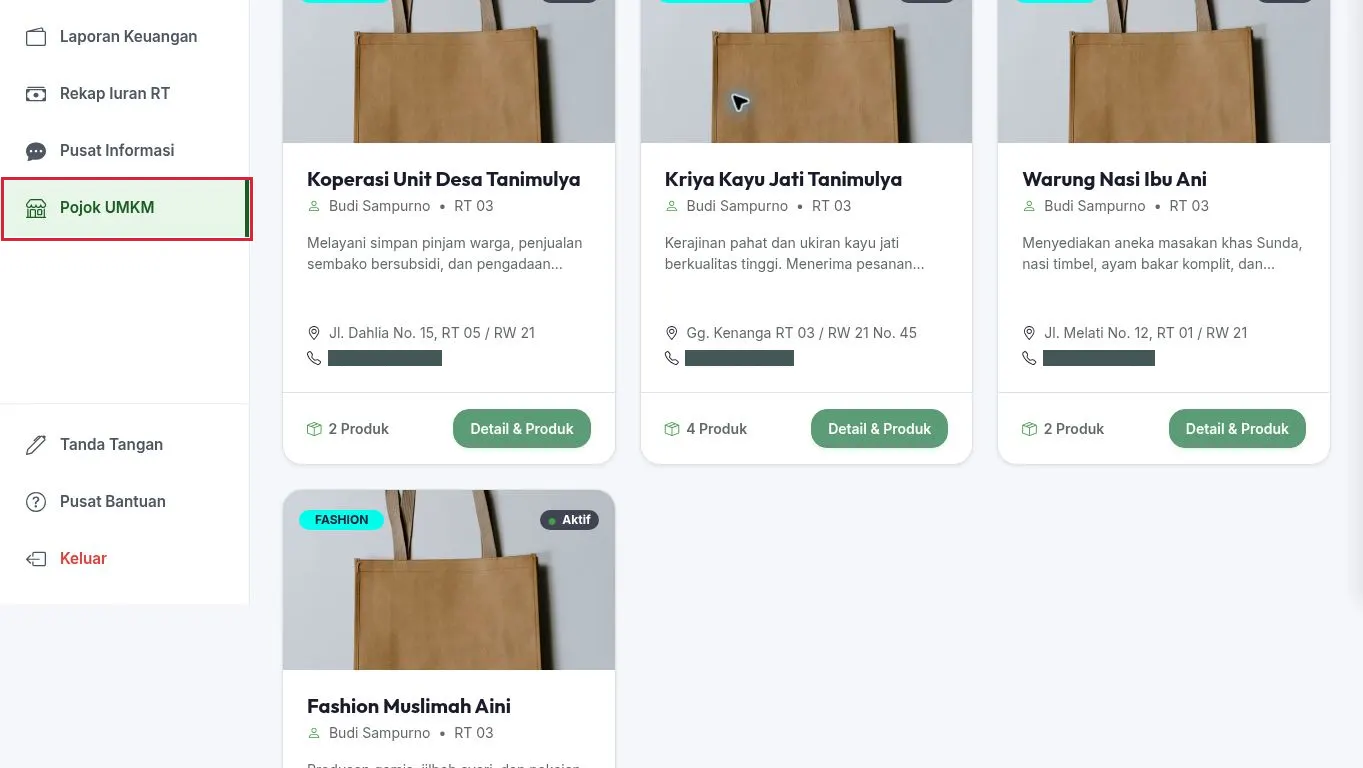 Laporan Keuangan
Rekap Iuran RT
Pusat Informasi
Pojok UMKM
Tanda Tangan
Pusat Bantuan
Keluar
Koperasi Unit Desa Tanimulya
Budi Sampurno • RT 03
Melayani simpan pinjam warga, penjualan
sembako bersubsidi, dan pengadaan...
Jl. Dahlia No. 15, RT 05 / RW 21
2 Produk
Detail & Produk
Kriya Kayu Jati Tanimulya
Budi Sampurno • RT 03
Kerajinan pahat dan ukiran kayu jati
berkualitas tinggi. Menerima pesanan...
Gg. Kenanga RT 03 / RW 21 No. 45
4 Produk
Detail & Produk
Warung Nasi Ibu Ani
Budi Sampurno • RT 03
Menyediakan aneka masakan khas Sunda,
nasi timbel, ayam bakar komplit, dan...
Jl. Melati No. 12, RT 01 / RW 21
2 Produk
Detail & Produk
FASHION
Aktif
Fashion Muslimah Aini
Budi Sampurno • RT 03